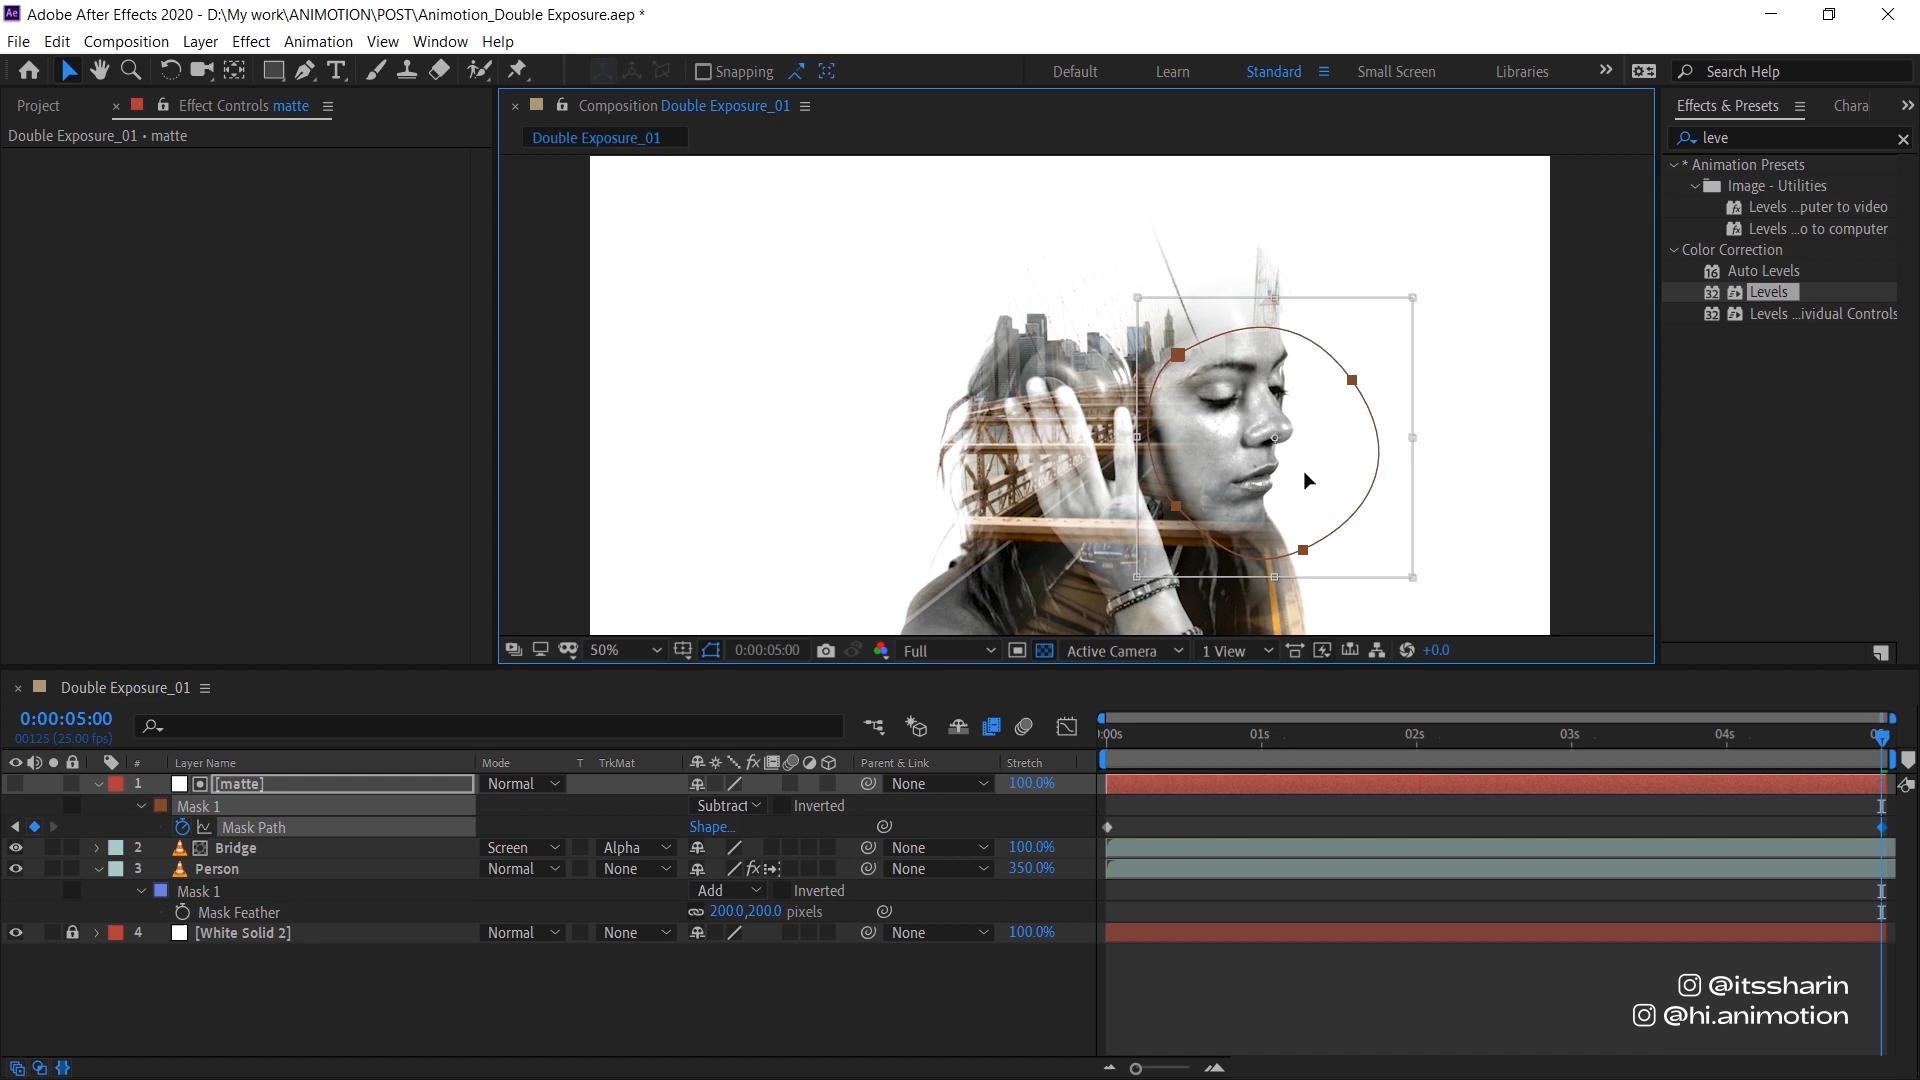 Adobe After Effects 2020 - D:\My work\ANIMOTION\POST\Animotion_Double Exposure.aep *
File Edit Composition Layer Effect Animation View Window Help
Snapping Default Learn Standard Small Screen Libraries Search Help
Project Effect Controls matte Composition Double Exposure_01 Effects & Presets Chara
Double Exposure_01 • matte Double Exposure_01 leve
* Animation Presets
Image - Utilities
Levels ...puter to video
Levels ...o to computer
Color Correction
16 Auto Levels
32 Levels
32 Levels ...ividual Controls
50% 0:00:05:00 Full Active Camera 1 View +0.0
Double Exposure_01
0:00:05:00
00125 (25.00 fps)
:00s 01s 02s 03s 04s
# Layer Name Mode T TrkMat Parent & Link Stretch
1 [matte] Normal None 100.0%
Mask 1 Subtract Inverted
Mask Path Shape...
2 Bridge Screen Alpha None 100.0%
3 Person Normal None None 350.0%
Mask 1 Add Inverted
Mask Feather 200.0,200.0 pixels
4 [White Solid 2] Normal None None 100.0%
@itssharin
@hi.animotion